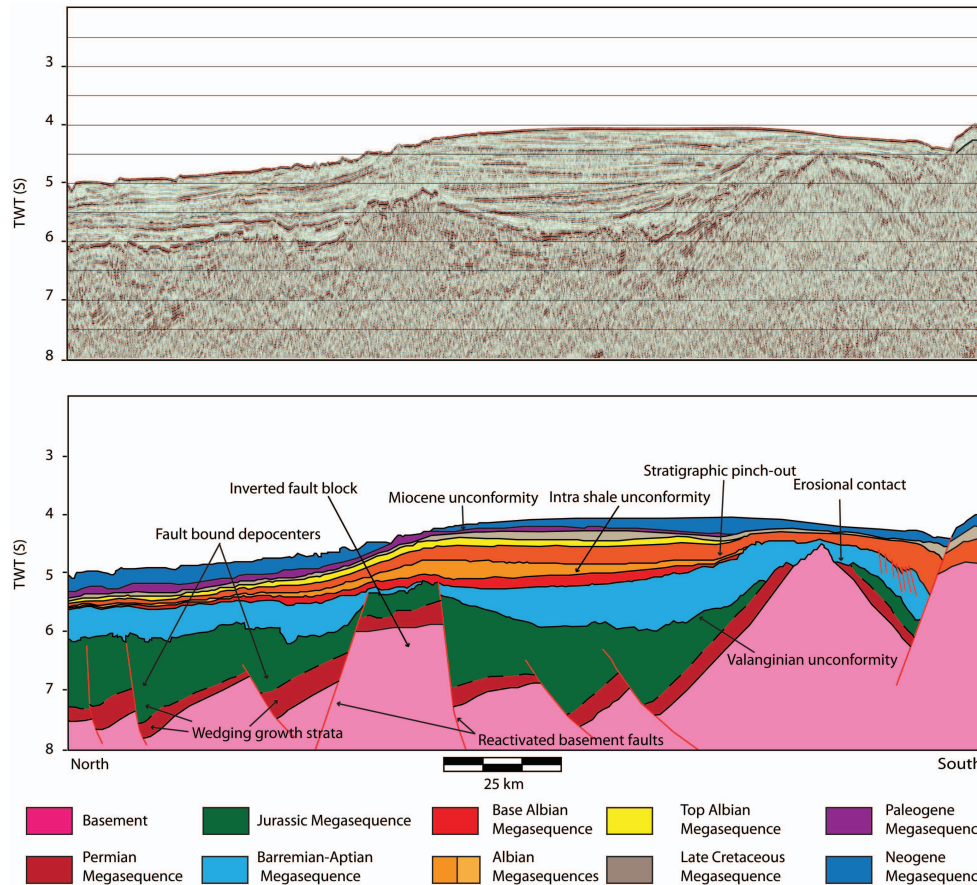 3
4
5
6
7
8
TWT (S)
3
4
5
6
7
8
TWT (S)
Inverted fault block
Fault bound depocenters
Miocene unconformity
Intra shale unconformity
Stratigraphic pinch-out
Erosional contact
Valanginian unconformity
Wedging growth strata
Reactivated basement faults
North
South
25 km
Basement
Jurassic Megasequence
Base Albian
Megasequence
Top Albian
Megasequence
Paleogene
Megasequenc
Permian
Megasequence
Barremian-Aptian
Megasequence
Albian
Megasequences
Late Cretaceous
Megasequence
Neogene
Megasequenc